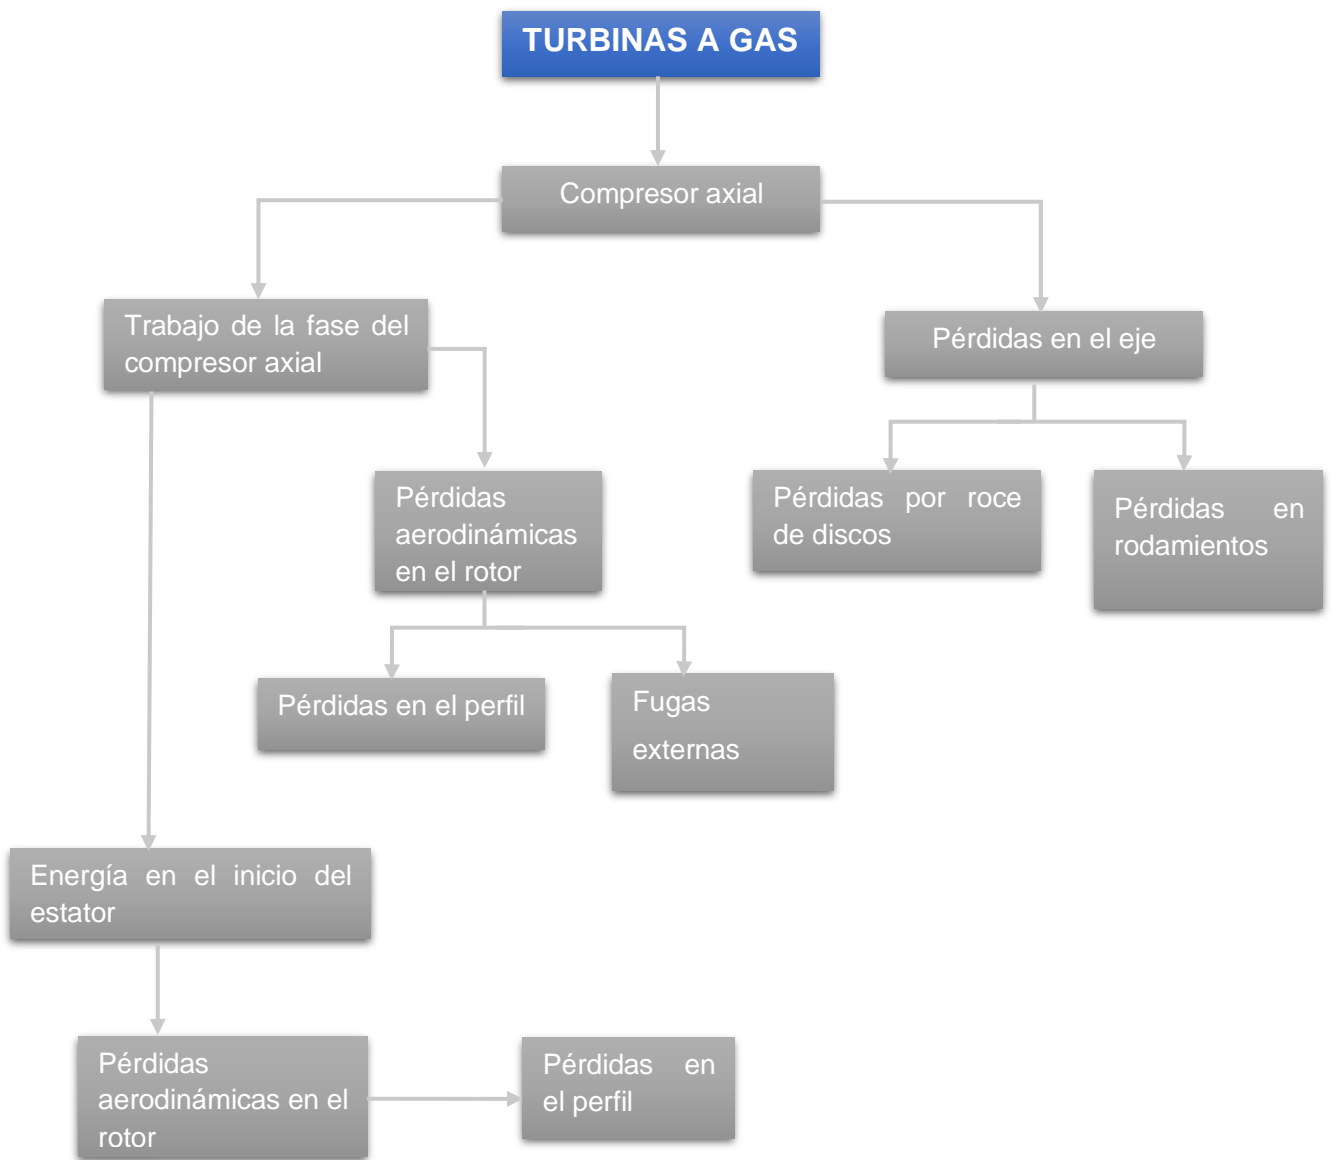 TURBINAS A GAS
Compresor axial
Trabajo de la fase del
compresor axial
Pérdidas en el eje
Pérdidas
aerodinámicas
en el rotor
Pérdidas por roce
de discos
Pérdidas en
rodamientos
Pérdidas en el perfil
Fugas
externas
Energía en el inicio del
estator
Pérdidas
aerodinámicas en el
rotor
Pérdidas en
el perfil